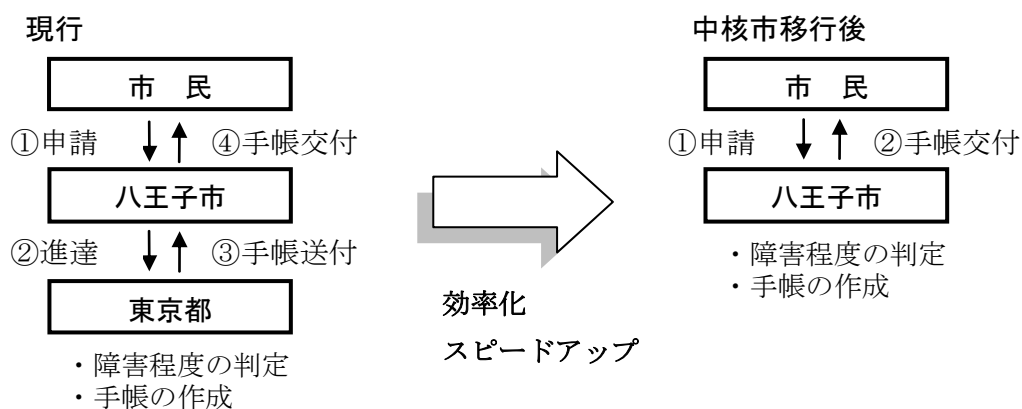 現行
市 民
①申請 ④手帳交付
八王子市
②進達 ③手帳送付
東京都
・障害程度の判定
・手帳の作成
効率化
スピードアップ
中核市移行後
市 民
①申請 ②手帳交付
八王子市
・障害程度の判定
・手帳の作成